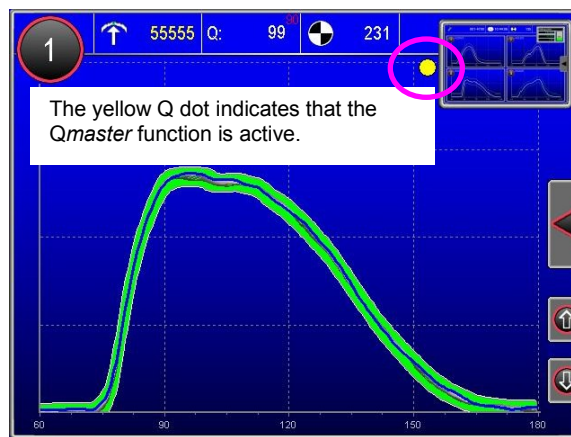 1
55555 Q: 99 90 231
The yellow Q dot indicates that the
Qmaster function is active.
60 90 120 150 180